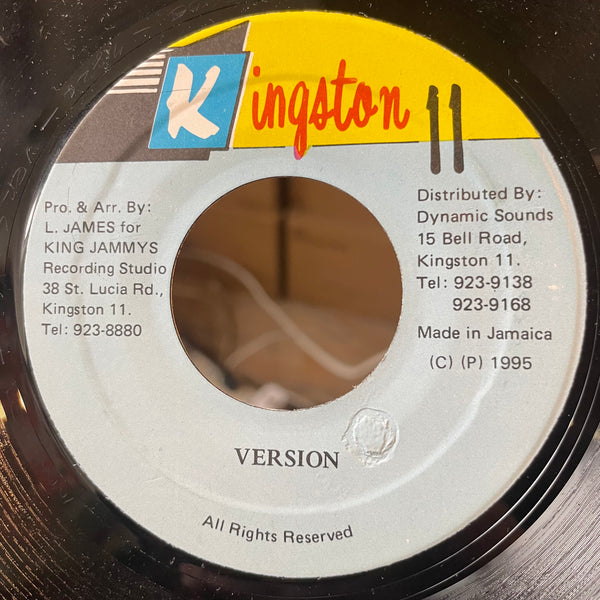 Kingston 11
Pro. & Arr. By:
L. JAMES for
KING JAMMYS
Recording Studio
38 St. Lucia Rd.,
Kingston 11.
Tel: 923-8880
Distributed By:
Dynamic Sounds
15 Bell Road,
Kingston 11.
Tel: 923-9138
923-9168
Made in Jamaica
(C) (P) 1995
VERSION
All Rights Reserved